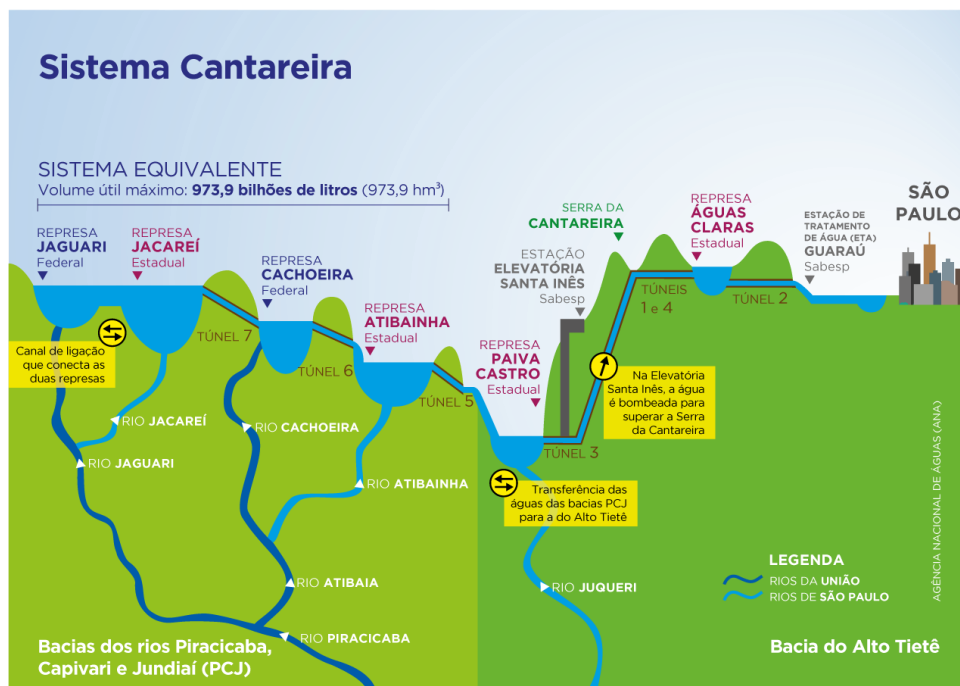 Sistema Cantareira
SISTEMA EQUIVALENTE
Volume útil máximo: 973,9 bilhões de litros (973,9 hm³)
REPRESA
JAGUARI
Federal
REPRESA
JACAREÍ
Estadual
REPRESA
CACHOEIRA
Federal
REPRESA
ATIBAINHA
Estadual
REPRESA
PAIVA
CASTRO
Estadual
ESTAÇÃO
ELEVATÓRIA
SANTA INÊS
Sabesp
SERRA DA
CANTAREIRA
REPRESA
ÁGUAS
CLARAS
Estadual
ESTAÇÃO DE
TRATAMENTO
DE ÁGUA (ETA)
GUARAÚ
Sabesp
SÃO
PAULO
TÚNEL 7
TÚNEL 6
TÚNEL 5
TÚNEL 3
TÚNEIS
1 e 4
TÚNEL 2
Canal de ligação
que conecta as
duas represas
Na Elevatória
Santa Inês, a água
é bombeada para
superar a Serra
da Cantareira
Transferência das
águas das bacias PCJ
para a do Alto Tietê
RIO JACAREÍ
RIO JAGUARI
RIO CACHOEIRA
RIO ATIBAINHA
RIO ATIBAIA
RIO PIRACICABA
RIO JUQUERI
LEGENDA
RIOS DA UNIÃO
RIOS DE SÃO PAULO
Bacias dos rios Piracicaba,
Capivari e Jundiaí (PCJ)
Bacia do Alto Tietê
AGÊNCIA NACIONAL DE ÁGUAS (ANA)